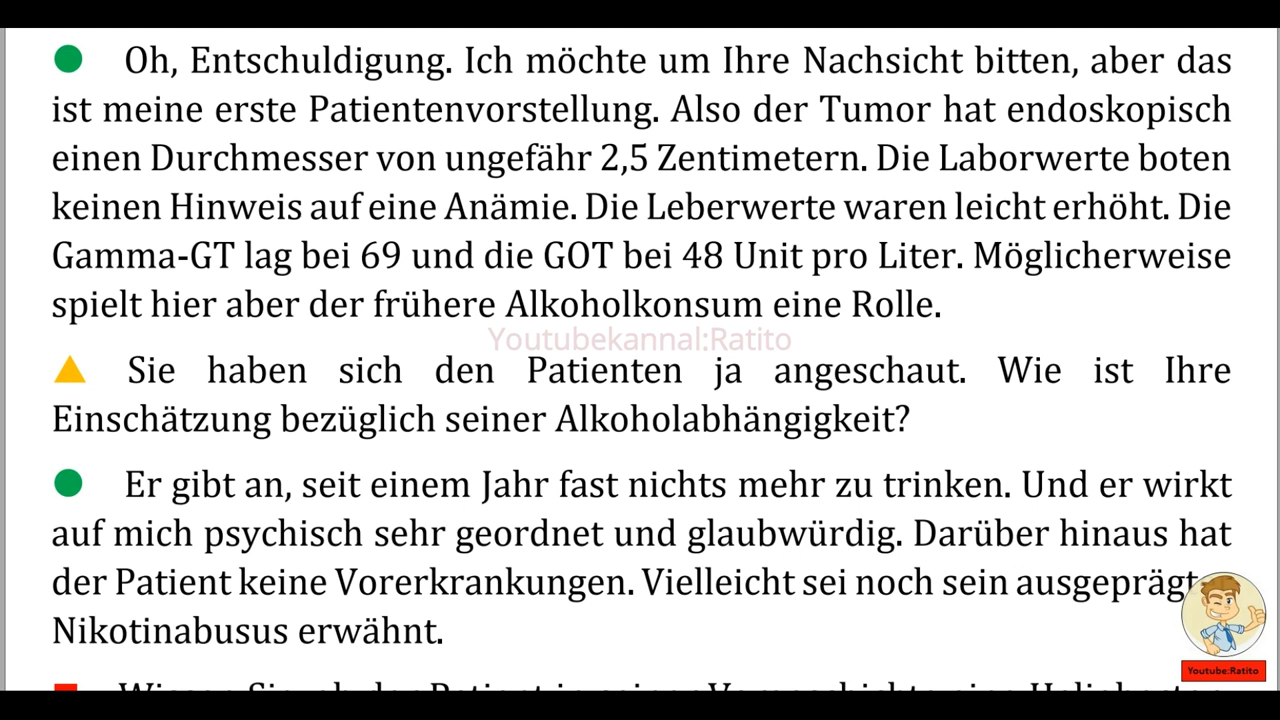 Oh, Entschuldigung. Ich möchte um Ihre Nachsicht bitten, aber das
ist meine erste Patientenvorstellung. Also der Tumor hat endoskopisch
einen Durchmesser von ungefähr 2,5 Zentimetern. Die Laborwerte boten
keinen Hinweis auf eine Anämie. Die Leberwerte waren leicht erhöht. Die
Gamma-GT lag bei 69 und die GOT bei 48 Unit pro Liter. Möglicherweise
spielt hier aber der frühere Alkoholkonsum eine Rolle.
Youtubekannal:Ratito
Sie haben sich den Patienten ja angeschaut. Wie ist Ihre
Einschätzung bezüglich seiner Alkoholabhängigkeit?
Er gibt an, seit einem Jahr fast nichts mehr zu trinken. Und er wirkt
auf mich psychisch sehr geordnet und glaubwürdig. Darüber hinaus hat
der Patient keine Vorerkrankungen. Vielleicht sei noch sein ausgeprägt
Nikotinabusus erwähnt.
Youtube:Ratito